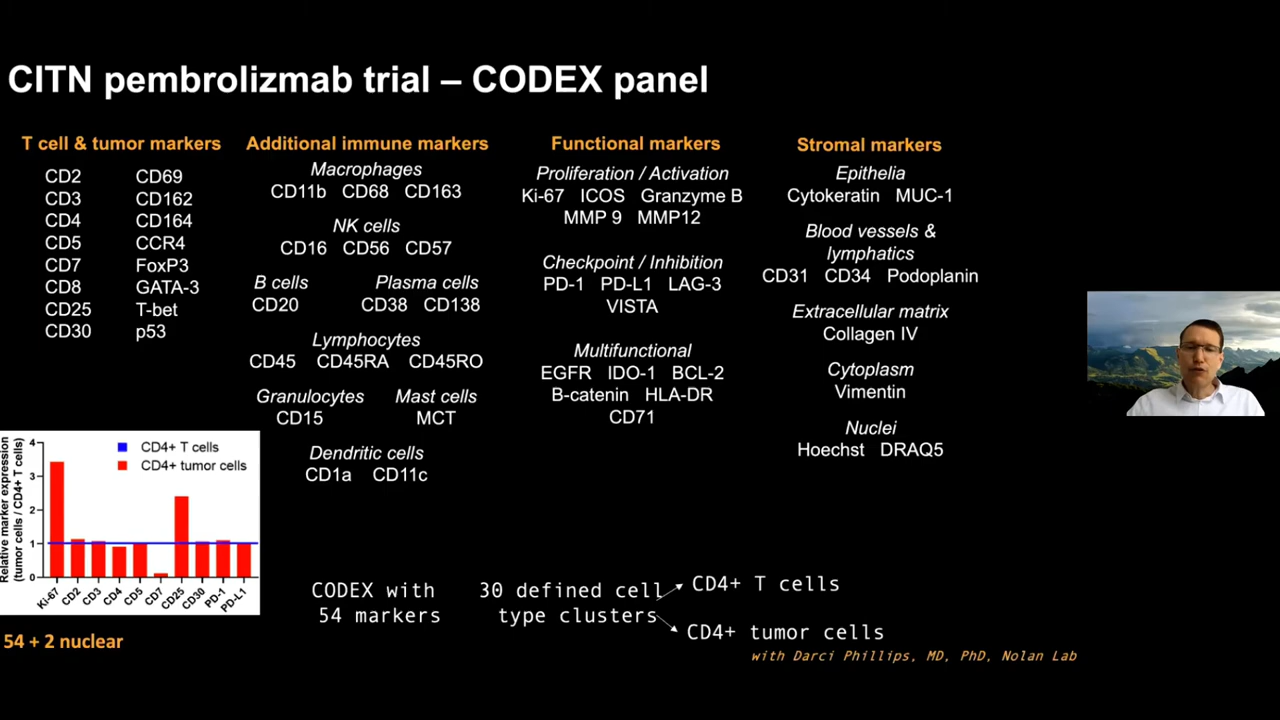 CITN pembrolizmab trial – CODEX panel
T cell & tumor markers
CD2 CD69
CD3 CD162
CD4 CD164
CD5 CCR4
CD7 FoxP3
CD8 GATA-3
CD25 T-bet
CD30 p53
Additional immune markers
Macrophages
CD11b CD68 CD163
NK cells
CD16 CD56 CD57
B cells Plasma cells
CD20 CD38 CD138
Lymphocytes
CD45 CD45RA CD45RO
Granulocytes Mast cells
CD15 MCT
Dendritic cells
CD1a CD11c
Functional markers
Proliferation / Activation
Ki-67 ICOS Granzyme B
MMP 9 MMP12
Checkpoint / Inhibition
PD-1 PD-L1 LAG-3
VISTA
Multifunctional
EGFR IDO-1 BCL-2
B-catenin HLA-DR
CD71
Stromal markers
Epithelia
Cytokeratin MUC-1
Blood vessels &
lymphatics
CD31 CD34 Podoplanin
Extracellular matrix
Collagen IV
Cytoplasm
Vimentin
Nuclei
Hoechst DRAQ5
Relative marker expression
(tumor cells / CD4+ T cells)
4
3
2
1
0
CD4+ T cells
CD4+ tumor cells
Ki-67 CD2 CD3 CD4 CD5 CD7 CD25 CD30 PD-1 PD-L1
54 + 2 nuclear
CODEX with
54 markers
30 defined cell
type clusters
CD4+ T cells
CD4+ tumor cells
with Darci Phillips, MD, PhD, Nolan Lab